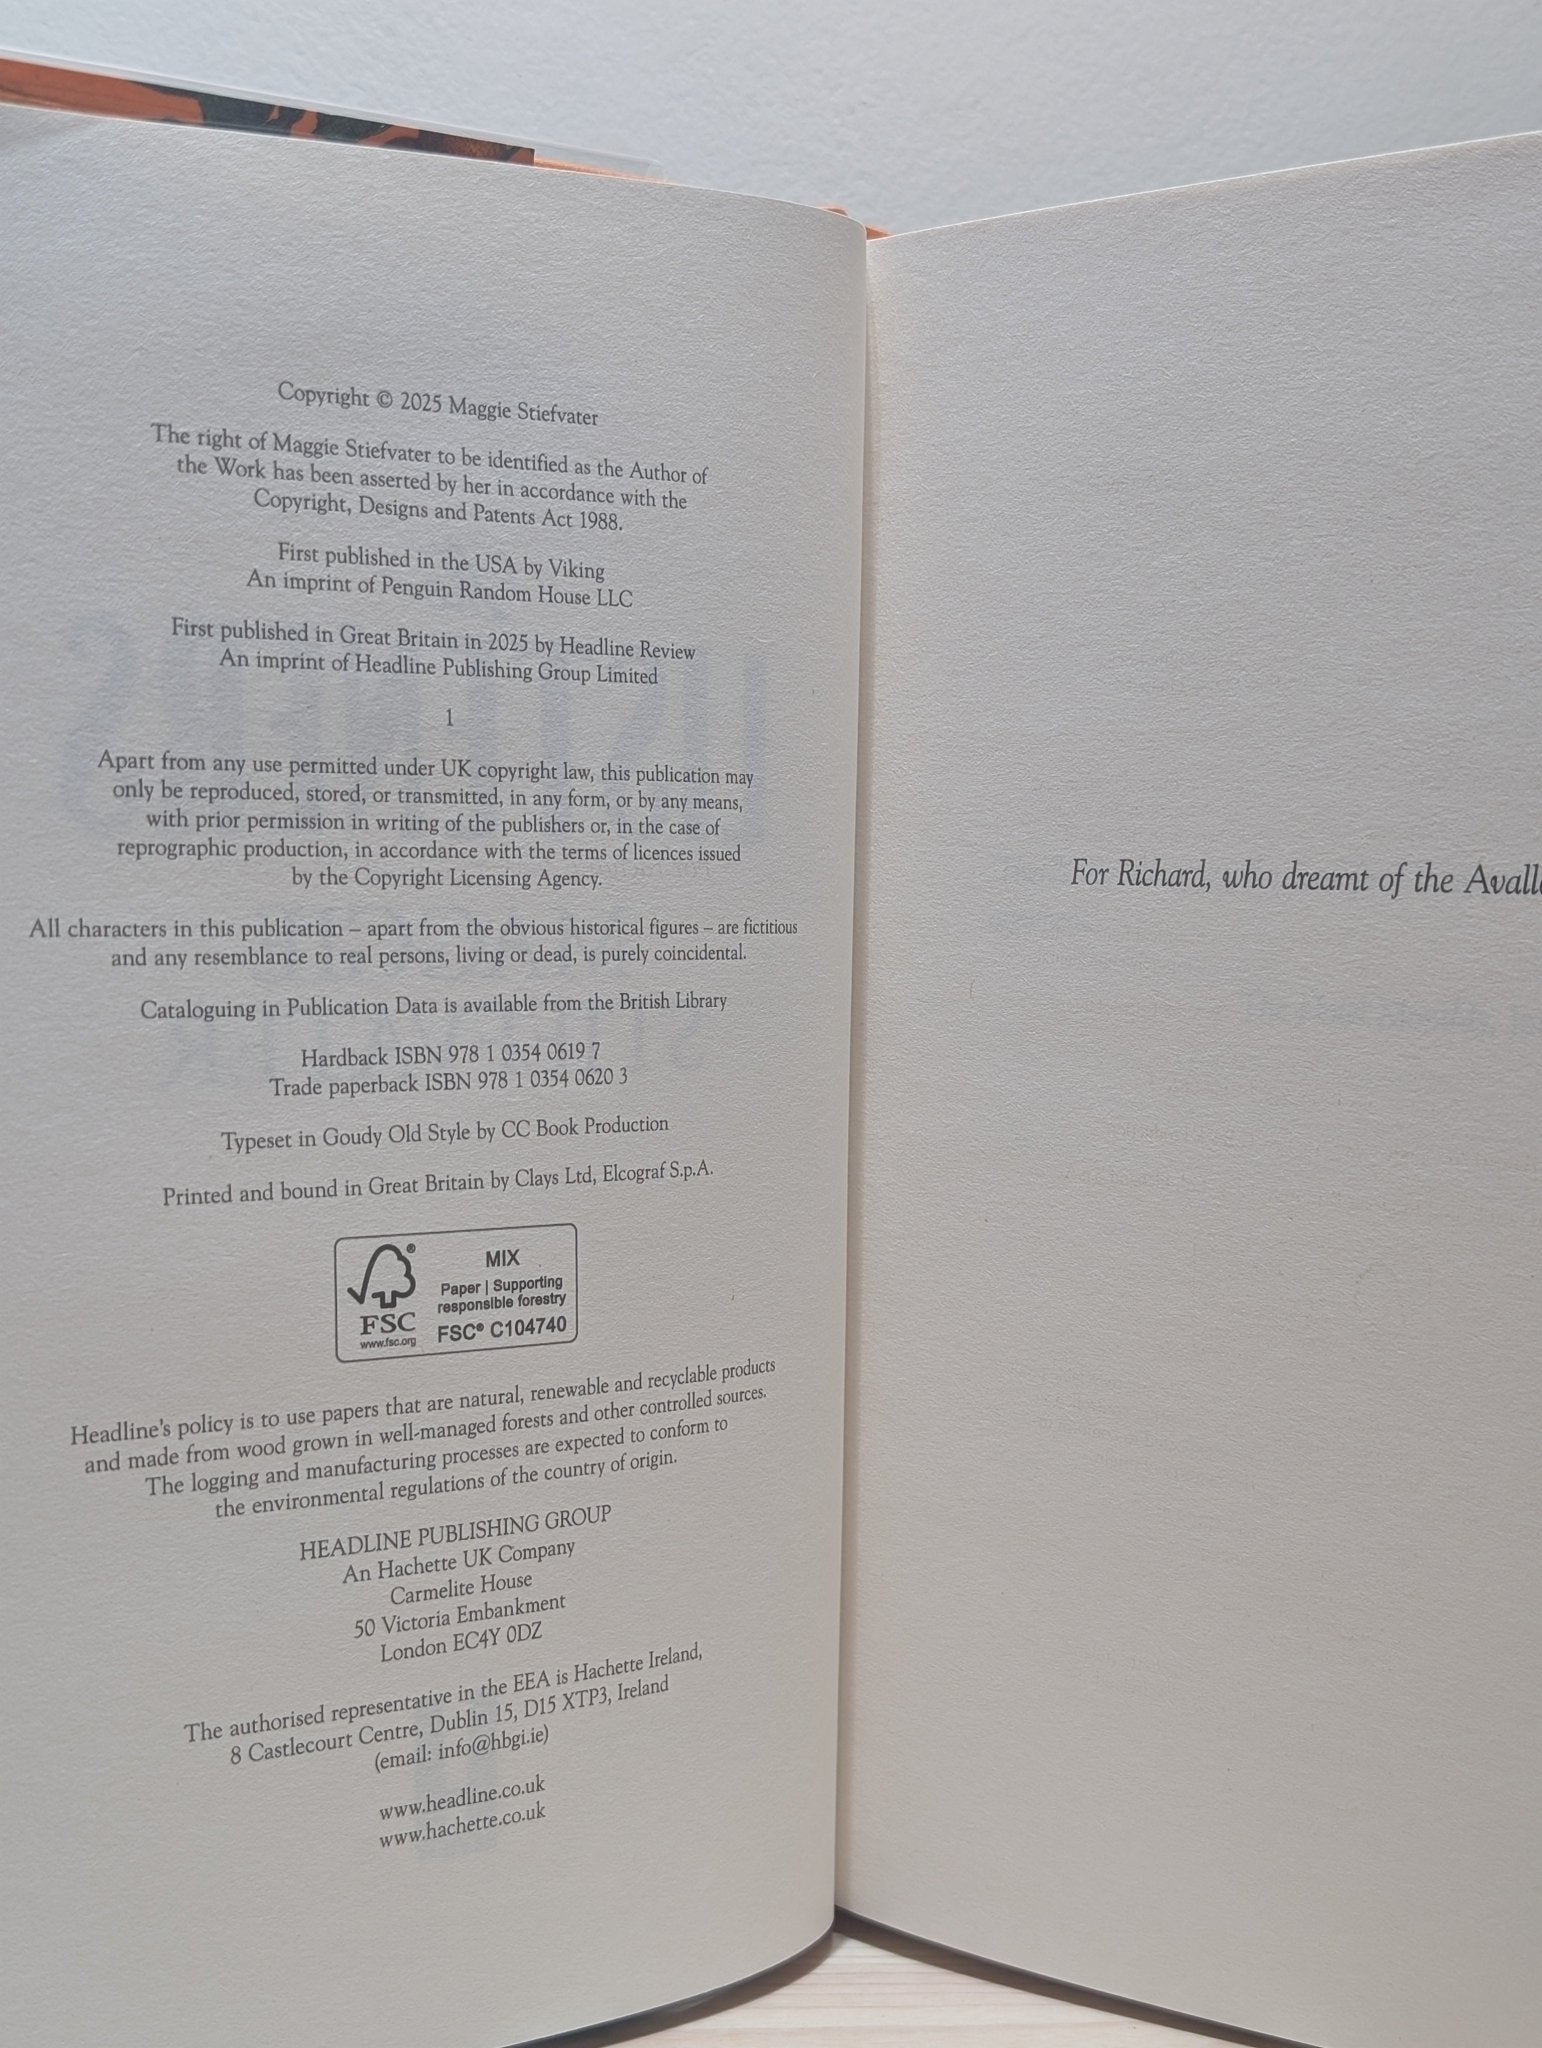 Copyright © 2025 Maggie Stiefvater
The right of Maggie Stiefvater to be identified as the Author of
the Work has been asserted by her in accordance with the
Copyright, Designs and Patents Act 1988.
First published in the USA by Viking
An imprint of Penguin Random House LLC
First published in Great Britain in 2025 by Headline Review
An imprint of Headline Publishing Group Limited
1
Apart from any use permitted under UK copyright law, this publication may
only be reproduced, stored, or transmitted, in any form, or by any means,
with prior permission in writing of the publishers or, in the case of
reprographic production, in accordance with the terms of licences issued
by the Copyright Licensing Agency.
All characters in this publication – apart from the obvious historical figures – are fictitious
and any resemblance to real persons, living or dead, is purely coincidental.
Cataloguing in Publication Data is available from the British Library
Hardback ISBN 978 1 0354 0619 7
Trade paperback ISBN 978 1 0354 0620 3
Typeset in Goudy Old Style by CC Book Production
Printed and bound in Great Britain by Clays Ltd, Elcograf S.p.A.
FSC
www.fsc.org
MIX
Paper | Supporting
responsible forestry
FSC® C104740
Headline's policy is to use papers that are natural, renewable and recyclable products
and made from wood grown in well-managed forests and other controlled sources.
The logging and manufacturing processes are expected to conform to
the environmental regulations of the country of origin.
HEADLINE PUBLISHING GROUP
An Hachette UK Company
Carmelite House
50 Victoria Embankment
London EC4Y 0DZ
The authorised representative in the EEA is Hachette Ireland,
8 Castlecourt Centre, Dublin 15, D15 XTP3, Ireland
(email: info@hbgi.ie)
www.headline.co.uk
www.hachette.co.uk
For Richard, who dreamt of the